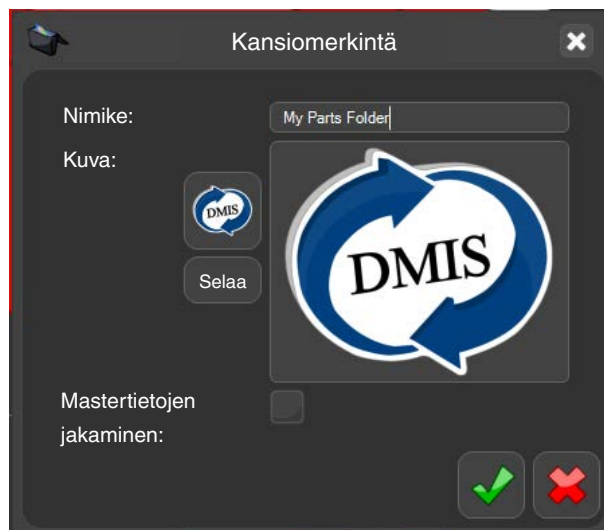 Kansiomerkintä
Nimike:
My Parts Folder
Kuva:
DMIS
DMIS
Selaa
Mastertietojen
jakaminen: